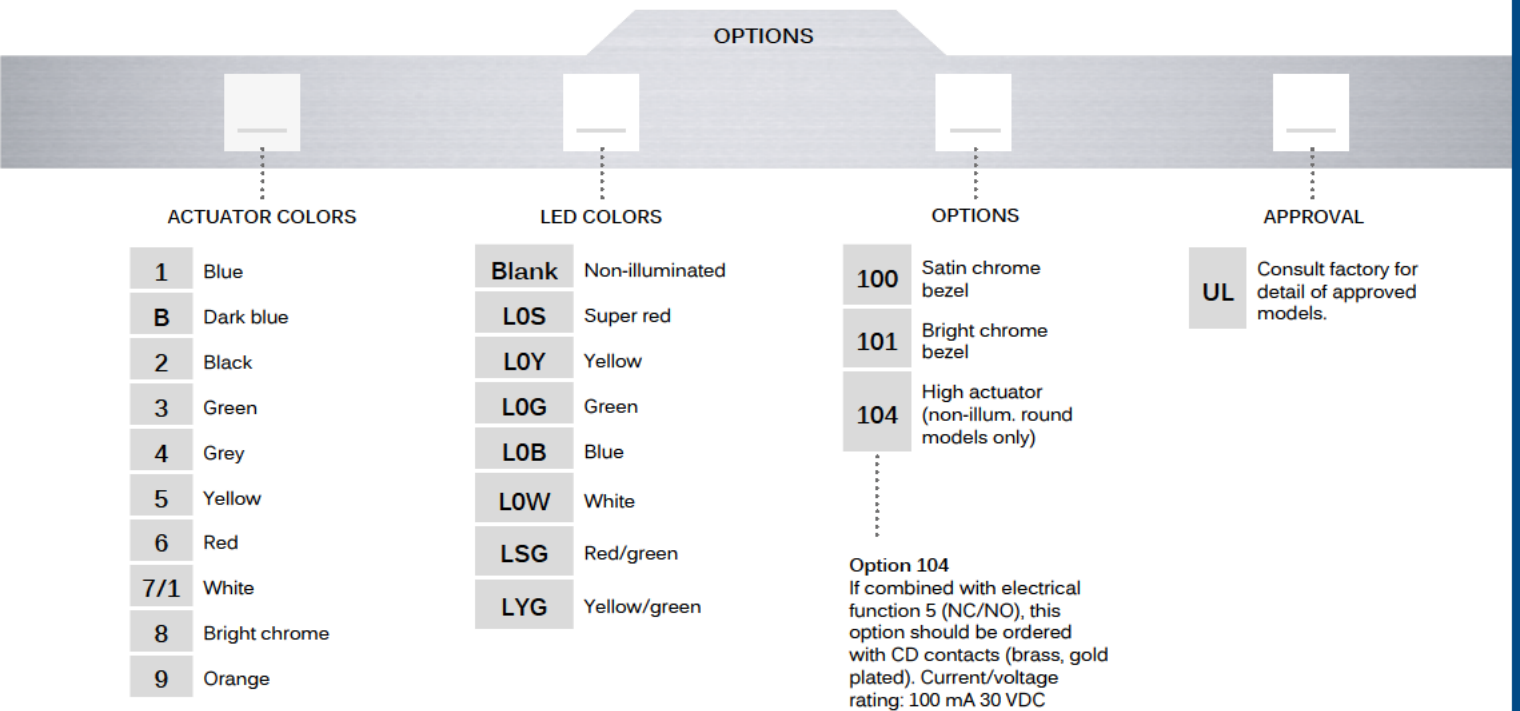 OPTIONS
ACTUATOR COLORS
1 Blue
B Dark blue
2 Black
3 Green
4 Grey
5 Yellow
6 Red
7/1 White
8 Bright chrome
9 Orange
LED COLORS
Blank Non-illuminated
L0S Super red
L0Y Yellow
L0G Green
L0B Blue
L0W White
LSG Red/green
LYG Yellow/green
OPTIONS
100 Satin chrome
bezel
101 Bright chrome
bezel
104 High actuator
(non-illum. round
models only)
Option 104
If combined with electrical
function 5 (NC/NO), this
option should be ordered
with CD contacts (brass, gold
plated). Current/voltage
rating: 100 mA 30 VDC
APPROVAL
UL Consult factory for
detail of approved
models.